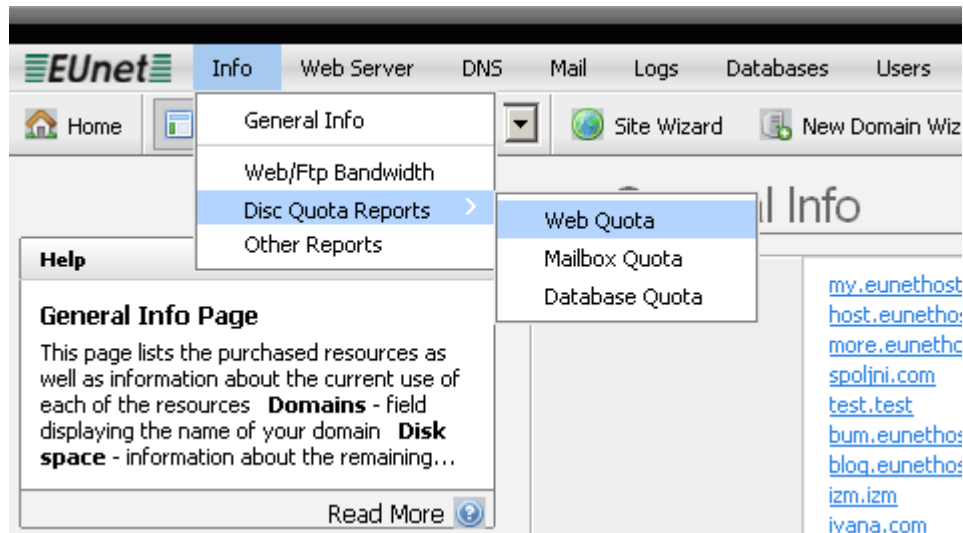 EUnet Info Web Server DNS Mail Logs Databases Users
Home Site Wizard New Domain Wiz
General Info
Web/Ftp Bandwidth
Disc Quota Reports
Other Reports
Web Quota
Mailbox Quota
Database Quota
l Info
Help
General Info Page
This page lists the purchased resources as
well as information about the current use of
each of the resources Domains - field
displaying the name of your domain Disk
space - information about the remaining...
Read More
my.eunethost
host.eunethos
more.eunethc
spoljni.com
test.test
bum.eunethos
blog.eunethos
izm.izm
ivana.com